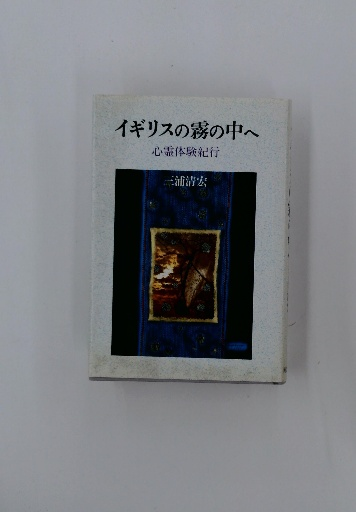 イギリスの霧の中へ
心霊体験紀行
三浦清宏